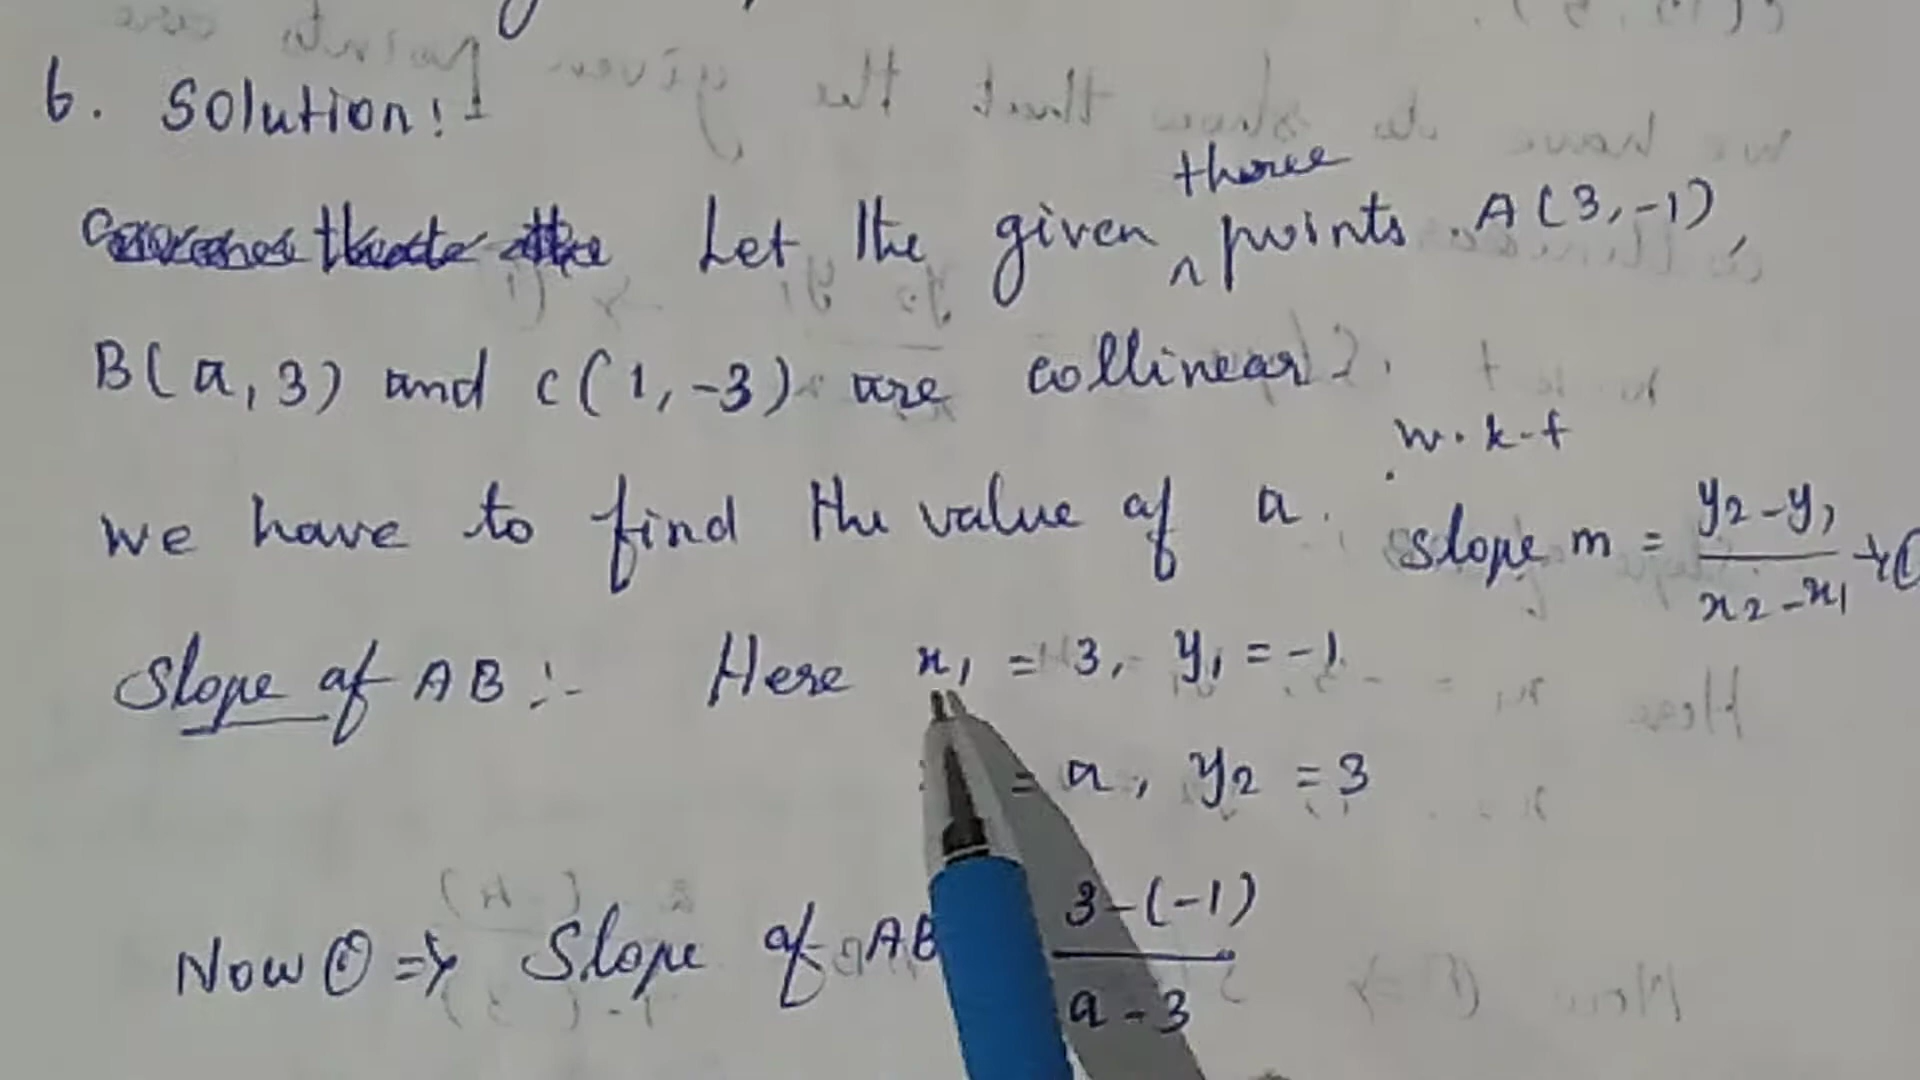 6. Solution:-
three
Let the given ^ points A(3,-1),
B(a,3) and C(1,-3) are collinear.
w.k.t
we have to find the value of a. slope m = y2-y1 / x2-x1 → (1
Slope of AB :- Here x1 = 3, y1 = -1
= a, y2 = 3
Now ① => Slope of AB 3-(-1) / a-3